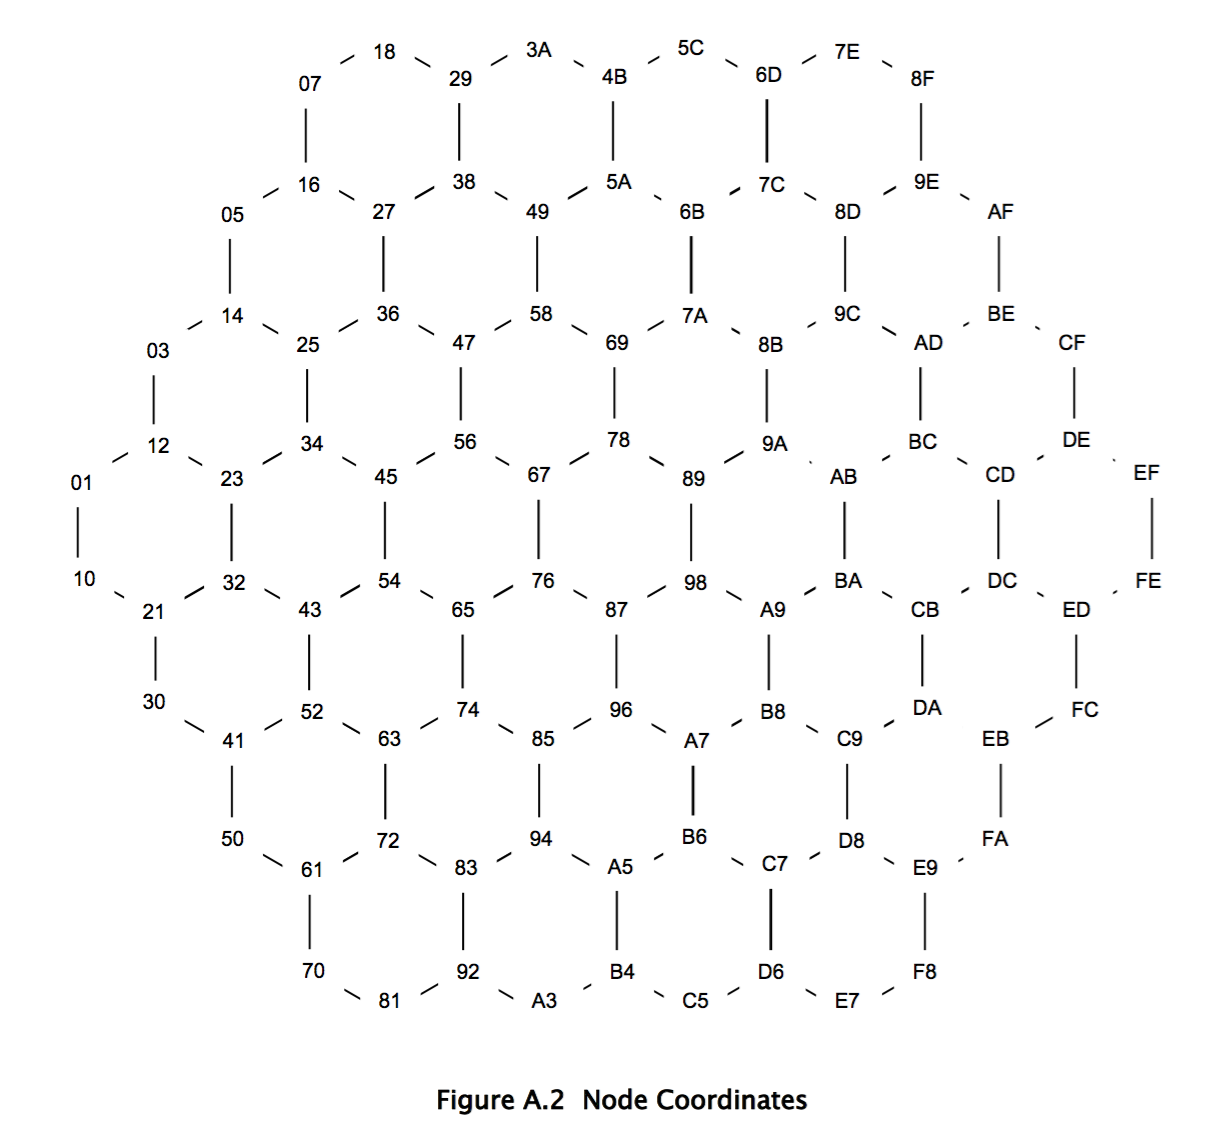 18 3A 5C 7E
07 29 4B 6D 8F
16 38 5A 7C 9E
05 27 49 6B 8D AF
14 36 58 7A 9C BE
03 25 47 69 8B AD CF
12 34 56 78 9A BC DE
01 23 45 67 89 AB CD EF
10 32 54 76 98 BA DC FE
21 43 65 87 A9 CB ED
30 52 74 96 B8 DA FC
41 63 85 A7 C9 EB
50 72 94 B6 D8 FA
61 83 A5 C7 E9
70 92 B4 D6 F8
81 A3 C5 E7
Figure A.2 Node Coordinates